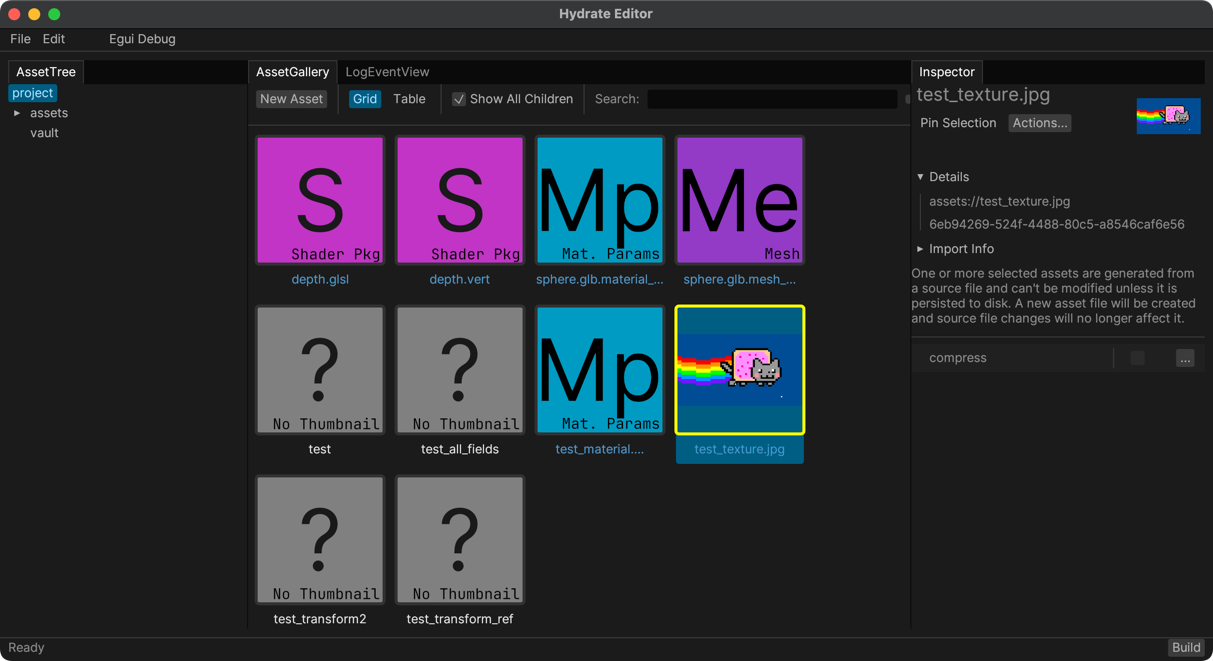 Hydrate Editor
File Edit Egui Debug
AssetTree
project
assets
vault
AssetGallery LogEventView
New Asset Grid Table Show All Children Search:
S
Shader Pkg
depth.glsl
S
Shader Pkg
depth.vert
Mp
Mat. Params
sphere.glb.material_...
Me
Mesh
sphere.glb.mesh_...
?
No Thumbnail
test
?
No Thumbnail
test_all_fields
Mp
Mat. Params
test_material....
test_texture.jpg
?
No Thumbnail
test_transform2
?
No Thumbnail
test_transform_ref
Inspector
test_texture.jpg
Pin Selection Actions...
Details
assets://test_texture.jpg
6eb94269-524f-4488-80c5-a8546caf6e56
Import Info
One or more selected assets are generated from
a source file and can't be modified unless it is
persisted to disk. A new asset file will be created
and source file changes will no longer affect it.
compress ...
Ready Build